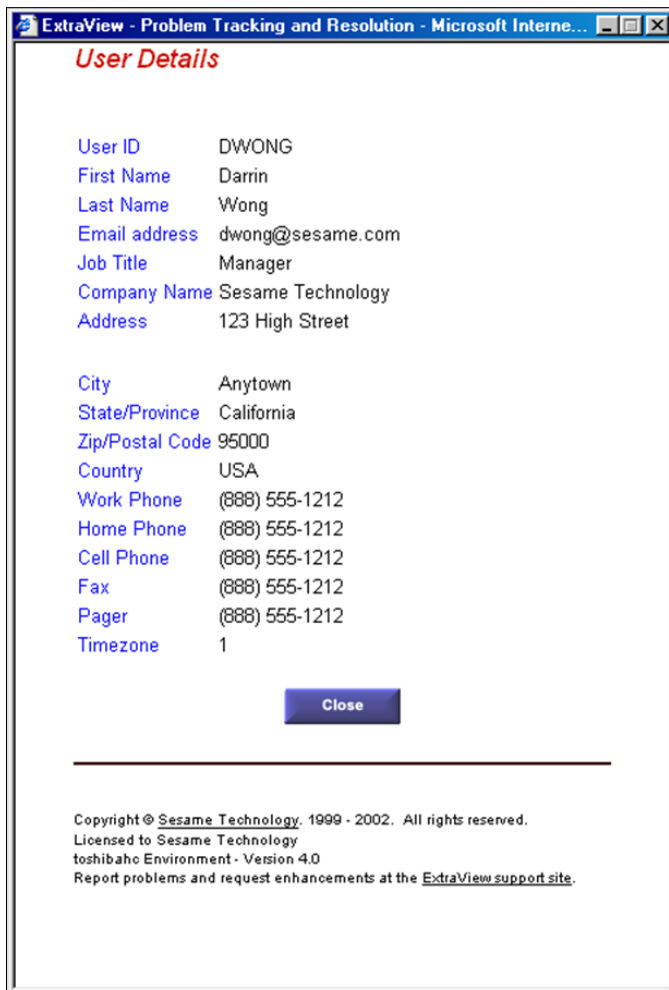 ExtraView - Problem Tracking and Resolution - Microsoft Interne...
User Details
User ID DWONG
First Name Darrin
Last Name Wong
Email address dwong@sesame.com
Job Title Manager
Company Name Sesame Technology
Address 123 High Street
City Anytown
State/Province California
Zip/Postal Code 95000
Country USA
Work Phone (888) 555-1212
Home Phone (888) 555-1212
Cell Phone (888) 555-1212
Fax (888) 555-1212
Pager (888) 555-1212
Timezone 1
Close
Copyright © Sesame Technology. 1999 - 2002. All rights reserved.
Licensed to Sesame Technology
toshibahc Environment - Version 4.0
Report problems and request enhancements at the ExtraView support site.